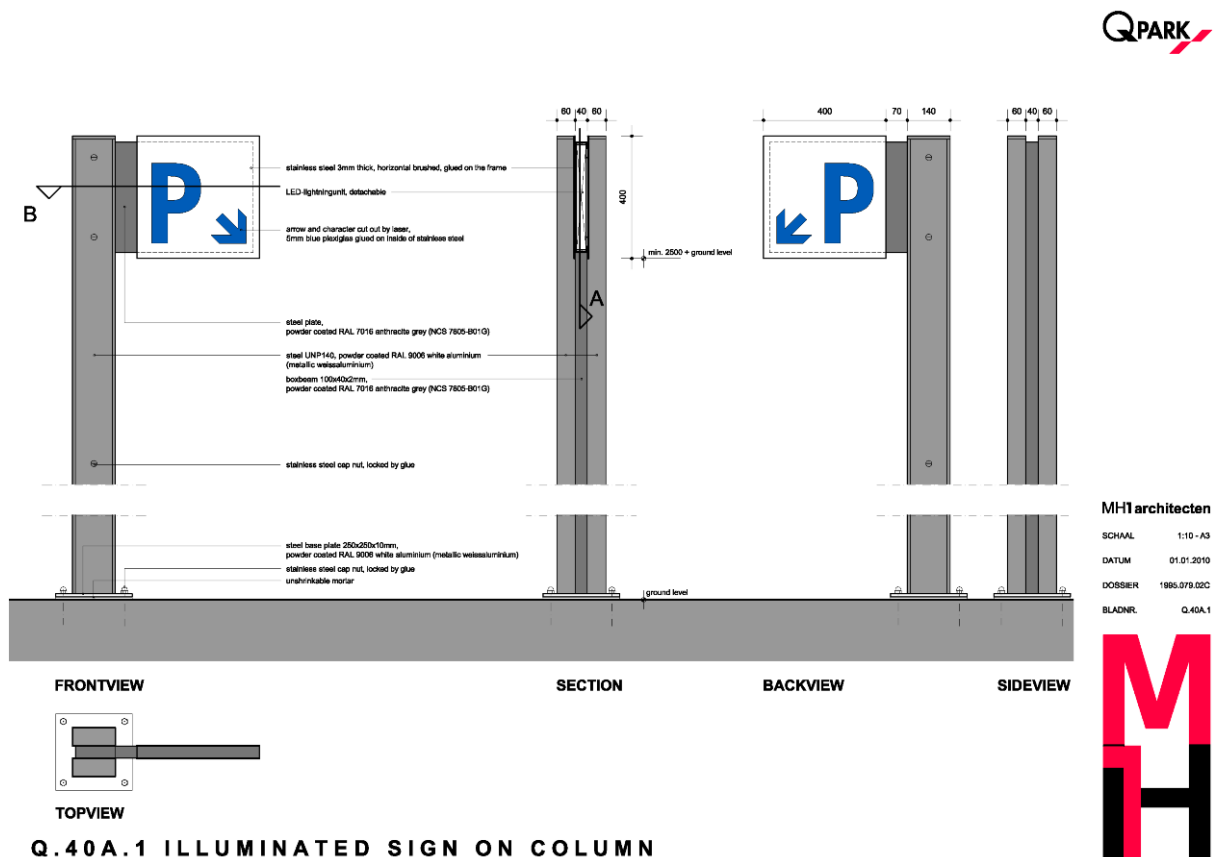 QPARK
60 40 60
400 70 140
60 40 60
P
P
400
B
A
stainless steel 3mm thick, horizontal brushed, glued on the frame
LED-lightningunit, detachable
arrow and character cut out by laser,
5mm blue plexiglas glued on inside of stainless steel
min. 2500 + ground level
steel plate,
powder coated RAL 7016 anthracite grey (NCS 7805-B01G)
steel UNP140, powder coated RAL 9006 white aluminium
(metallic weissaluminium)
boxbeam 100x40x2mm,
powder coated RAL 7016 anthracite grey (NCS 7805-B01G)
stainless steel cap nut, locked by glue
steel base plate 250x250x10mm,
powder coated RAL 9006 white aluminium (metallic weissaluminium)
stainless steel cap nut, locked by glue
unshrinkable mortar
ground level
FRONTVIEW
SECTION
BACKVIEW
SIDEVIEW
TOPVIEW
Q.40A.1 ILLUMINATED SIGN ON COLUMN
MH1 architecten
SCHAAL 1:10 - A3
DATUM 01.01.2010
DOSSIER 1995.079.02C
BLADNR. Q.40A.1
MH1